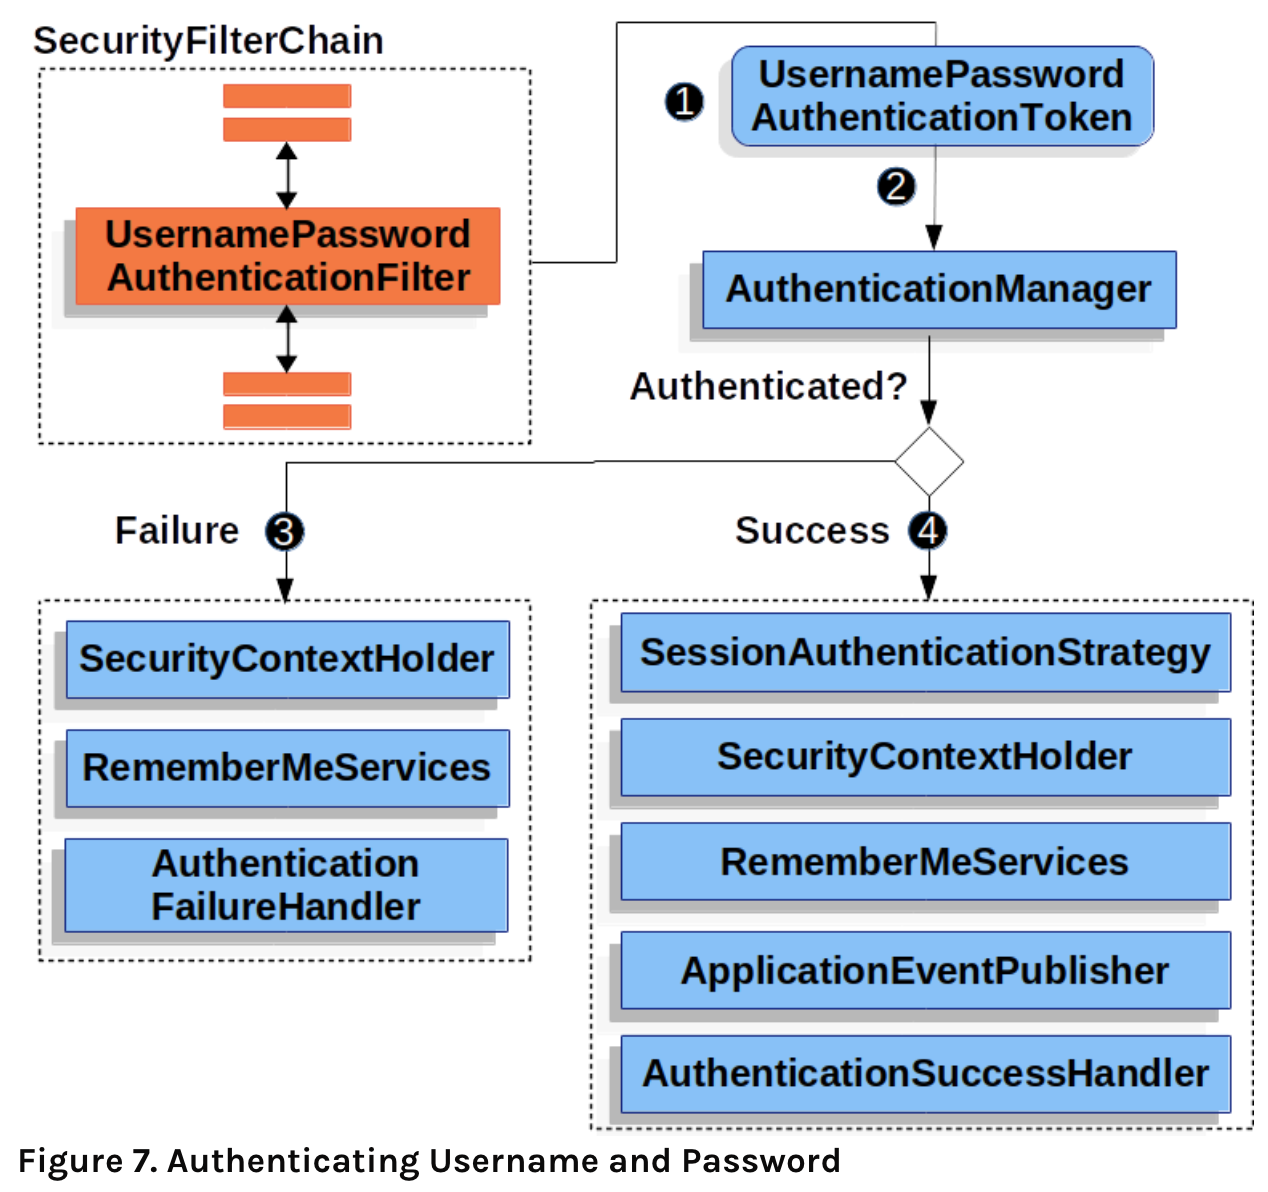 SecurityFilterChain
UsernamePassword
AuthenticationFilter
1
UsernamePassword
AuthenticationToken
2
AuthenticationManager
Authenticated?
Failure 3
Success 4
SecurityContextHolder
RememberMeServices
Authentication
FailureHandler
SessionAuthenticationStrategy
SecurityContextHolder
RememberMeServices
ApplicationEventPublisher
AuthenticationSuccessHandler
Figure 7. Authenticating Username and Password